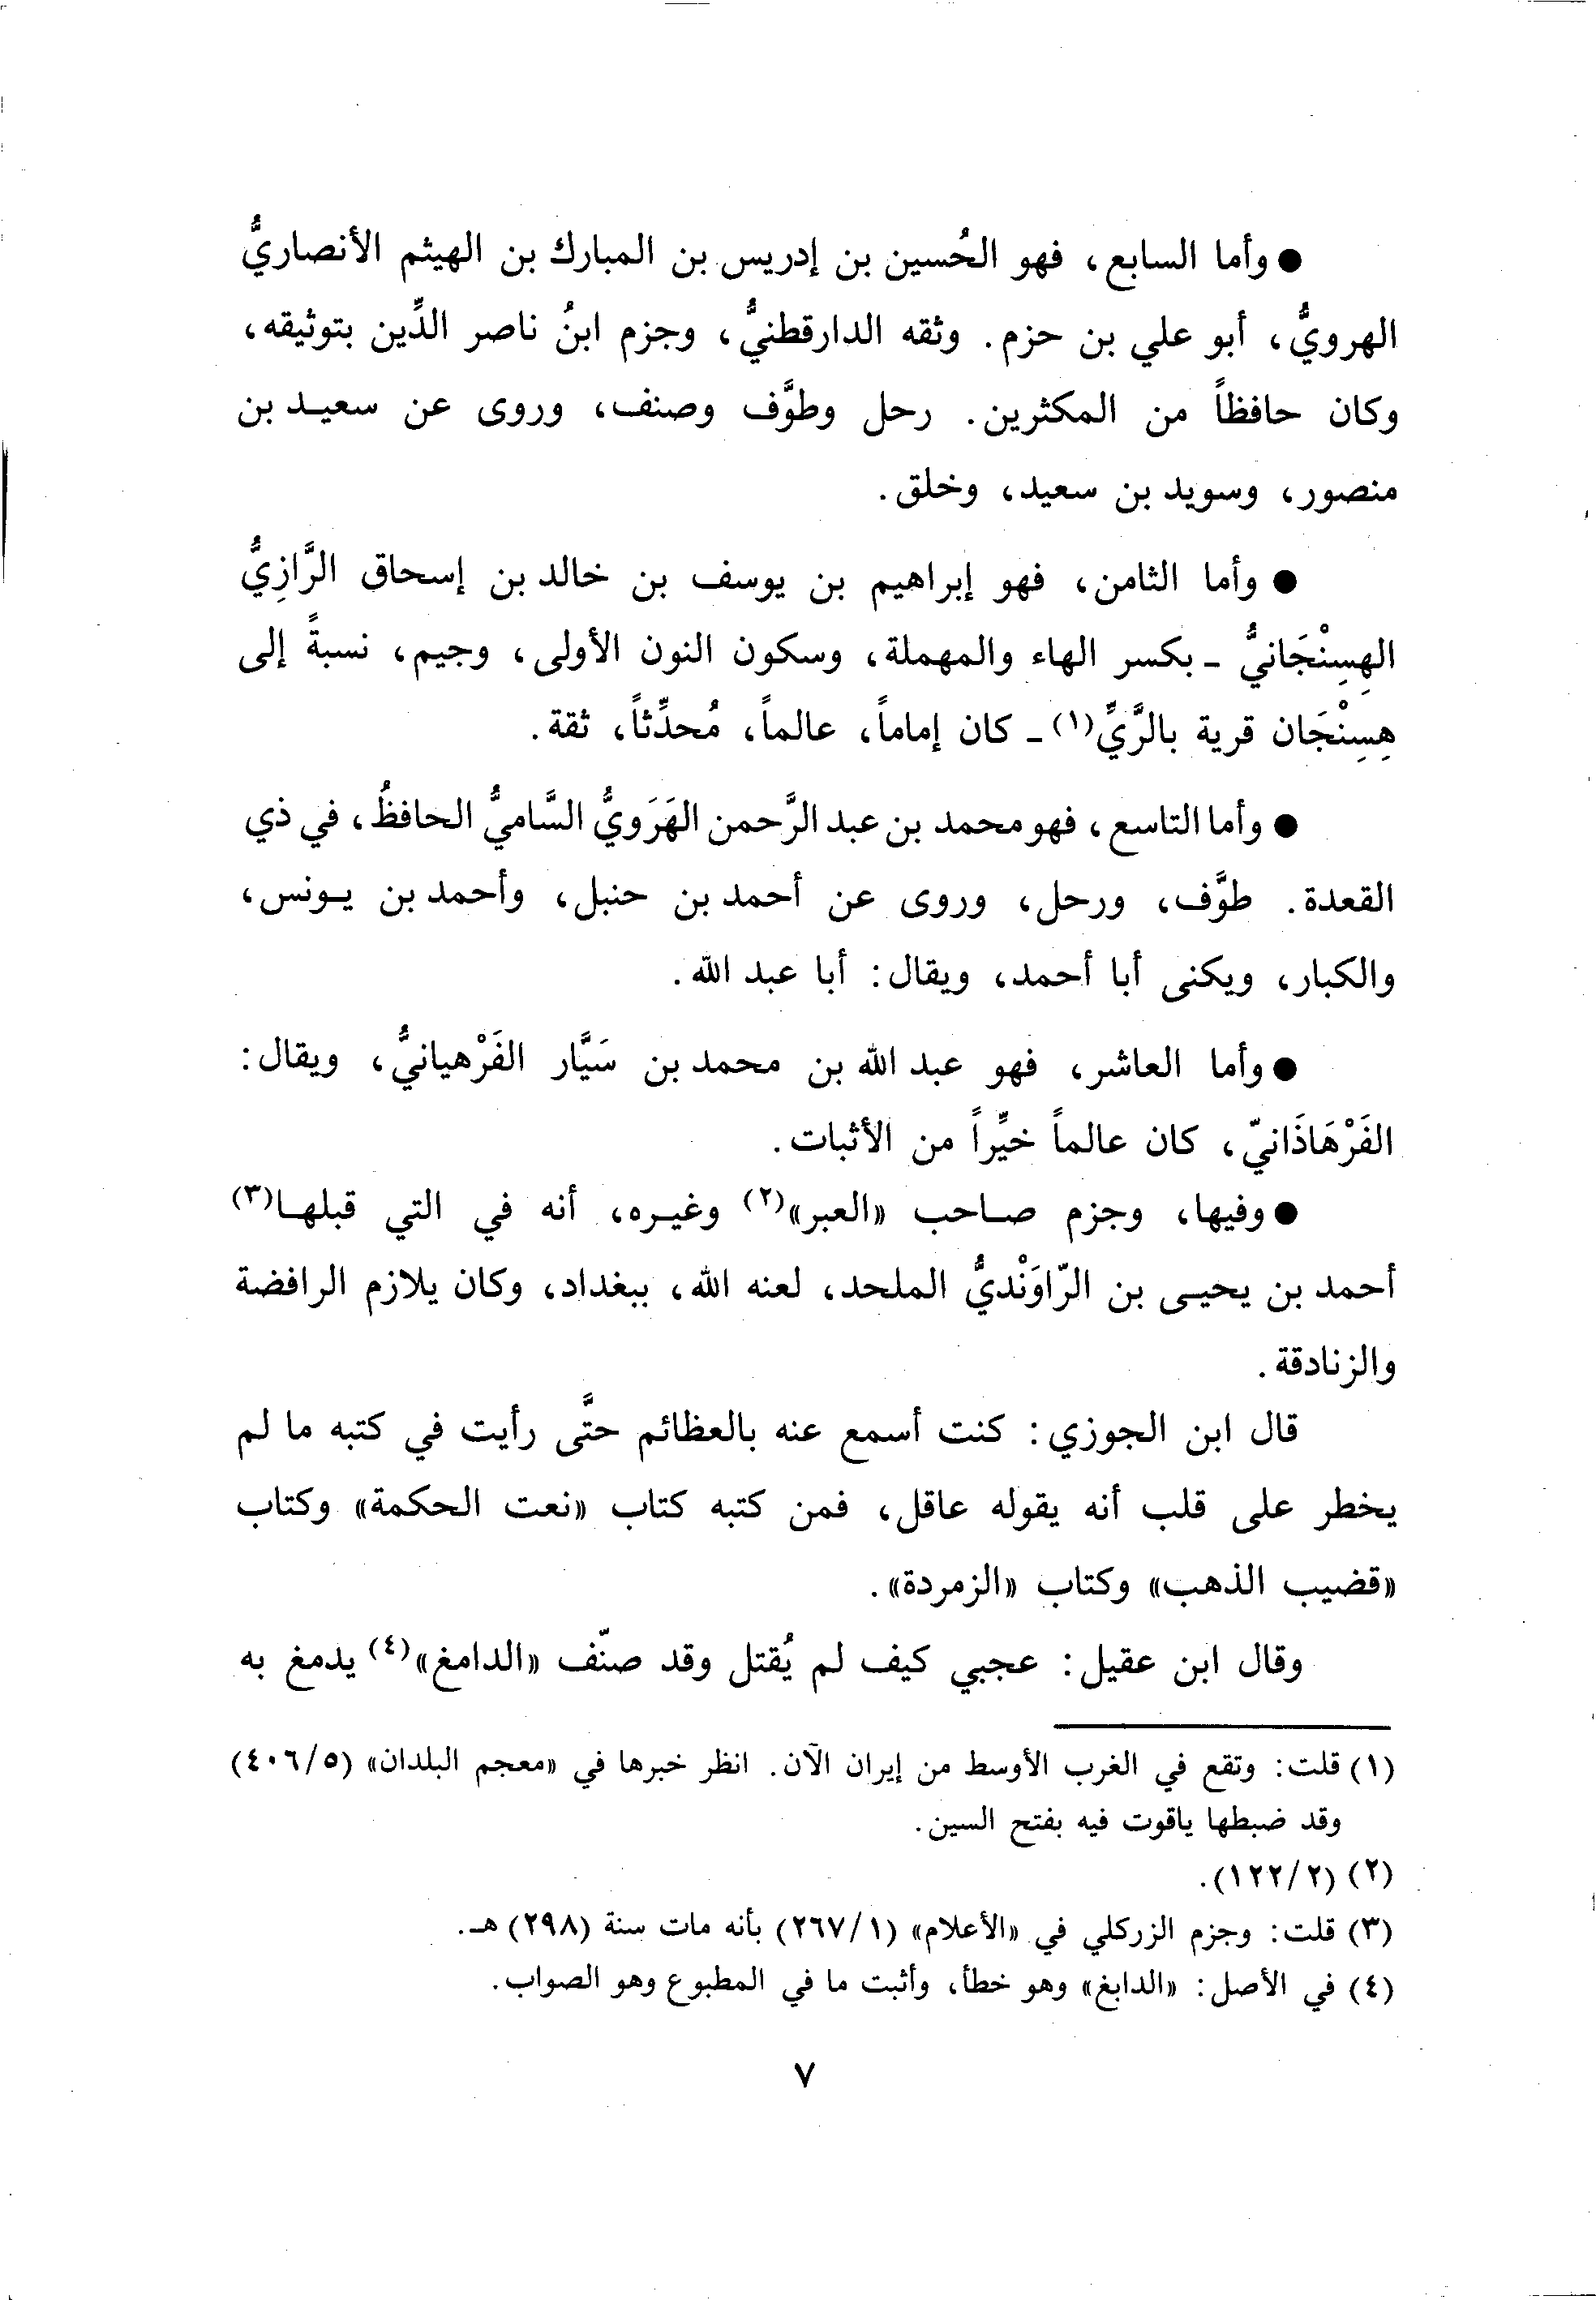 ● وأما السابع، فهو الحُسين بن إدريس بن المبارك بن الهيثم الأنصاريُّ
الهرويُّ، أبو علي بن حزم. وثقه الدارقطنيُّ، وجزم ابنُ ناصر الدِّين بتوثيقه،
وكان حافظاً من المكثرين. رحل وطوَّف وصنف، وروى عن سعيد بن
منصور، وسويد بن سعيد، وخلق.
● وأما الثامن، فهو إبراهيم بن يوسف بن خالد بن إسحاق الرَّازِيُّ
الهِسِنْجَانيُّ ـ بكسر الهاء والمهملة، وسكون النون الأولى، وجيم، نسبةً إلى
هِسِنْجَان قرية بالرَّيِّ(١) ـ كان إماماً، عالماً، مُحدِّثاً، ثقة.
● وأما التاسع، فهو محمد بن عبد الرَّحمن الهَرَويُّ السَّاميُّ الحافظُ، في ذي
القعدة. طوَّف، ورحل، وروى عن أحمد بن حنبل، وأحمد بن يونس،
والكبار، ويكنى أبا أحمد، ويقال: أبا عبد الله.
● وأما العاشر، فهو عبد الله بن محمد بن سَيَّار الفَرْهيانيُّ، ويقال:
الفَرْهَاذَانيّ، كان عالماً خيِّراً من الأثبات.
● وفيها، وجزم صاحب «العبر»(٢) وغيره، أنه في التي قبلها(٣)
أحمد بن يحيى بن الرّاوَنْديُّ الملحد، لعنه الله، ببغداد، وكان يلازم الرافضة
والزنادقة.
قال ابن الجوزي: كنت أسمع عنه بالعظائم حتَّى رأيت في كتبه ما لم
يخطر على قلب أنه يقوله عاقل، فمن كتبه كتاب «نعت الحكمة» وكتاب
«قضيب الذهب» وكتاب «الزمردة».
وقال ابن عقيل: عجبي كيف لم يُقتل وقد صنّف «الدامغ»(٤) يدمغ به
(١) قلت: وتقع في الغرب الأوسط من إيران الآن. انظر خبرها في «معجم البلدان» (٤٠٦/٥)
وقد ضبطها ياقوت فيه بفتح السين.
(٢) (١٢٢/٢).
(٣) قلت: وجزم الزركلي في «الأعلام» (٢٦٧/١) بأنه مات سنة (٢٩٨) هـ.
(٤) في الأصل: «الدابغ» وهو خطأ، وأثبت ما في المطبوع وهو الصواب.
٧